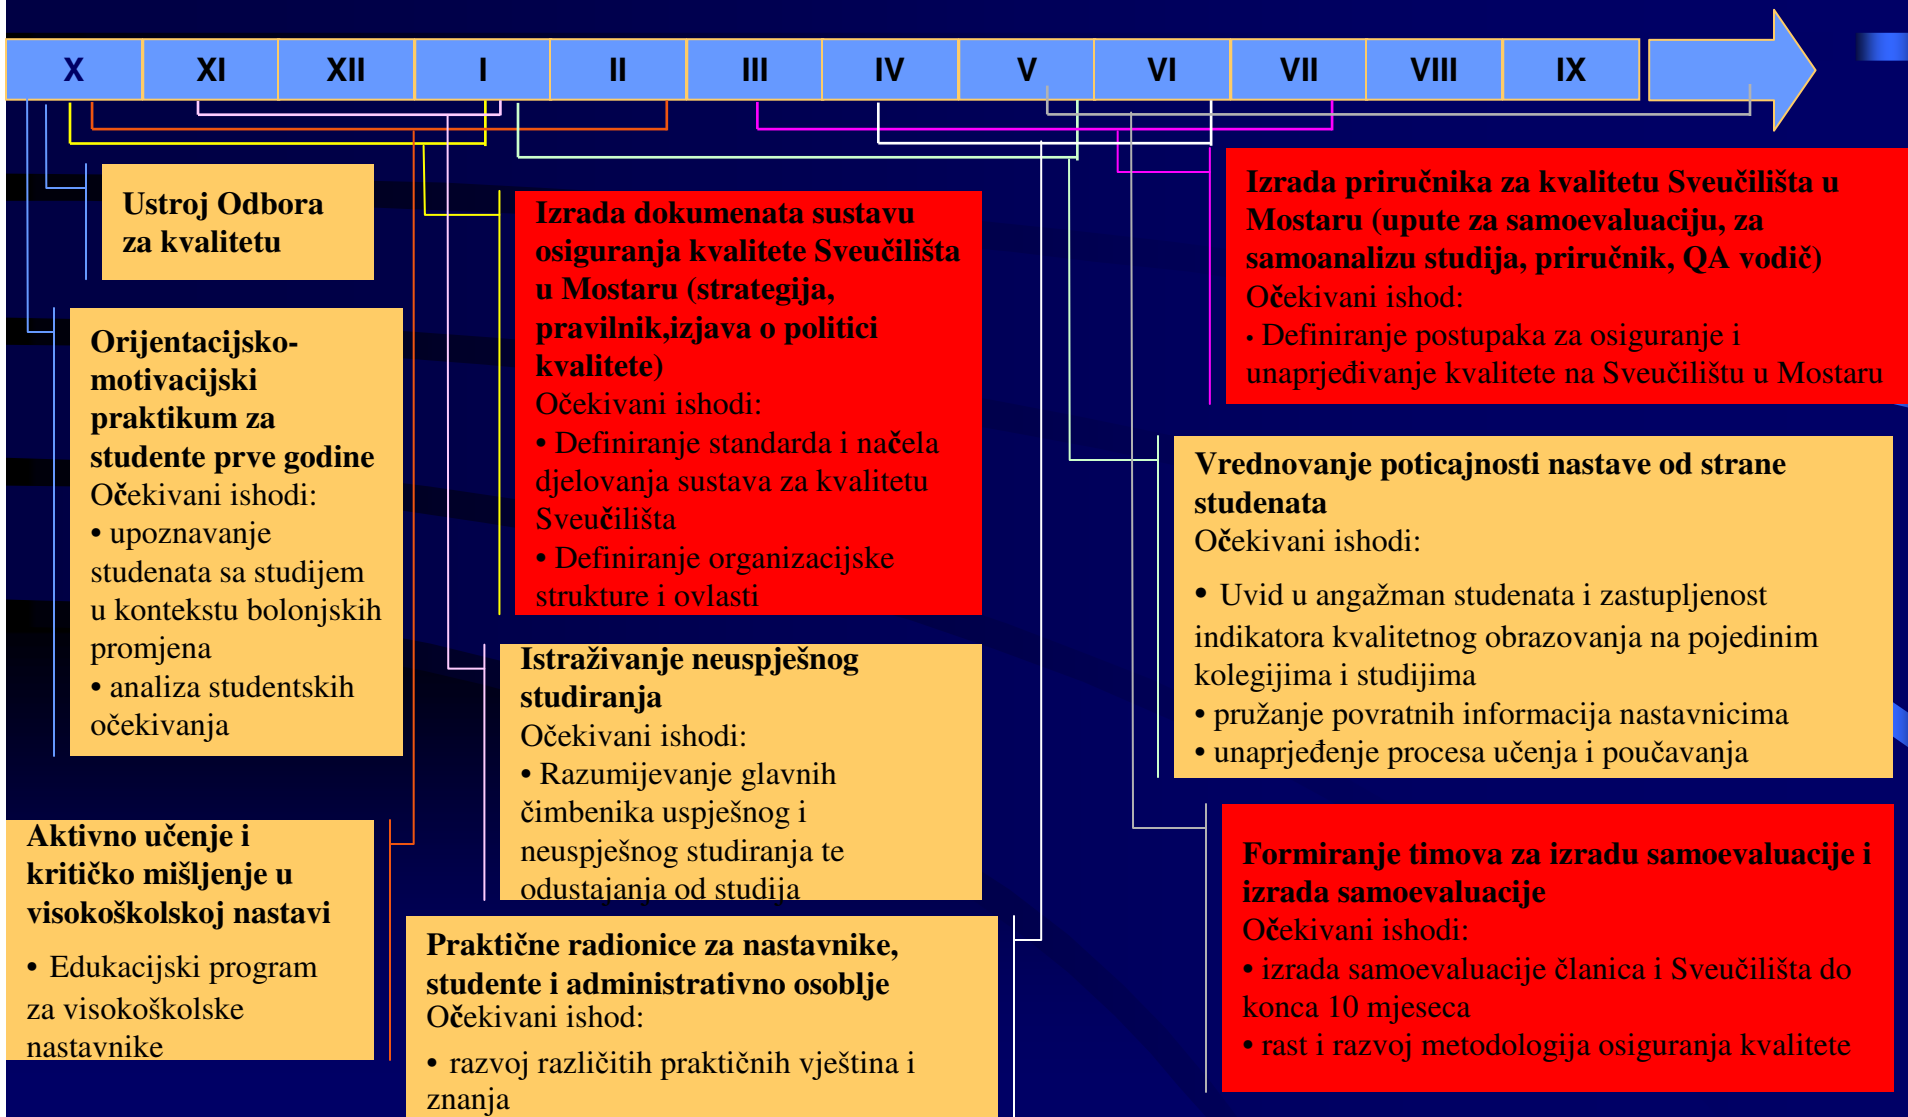 X XI XII I II III IV V VI VII VIII IX
Ustroj Odbora
za kvalitetu
Orijentacijsko-
motivacijski
praktikum za
studente prve godine
Očekivani ishodi:
• upoznavanje
studenata sa studijem
u kontekstu bolonjskih
promjena
• analiza studentskih
očekivanja
Aktivno učenje i
kritičko mišljenje u
visokoškolskoj nastavi
• Edukacijski program
za visokoškolske
nastavnike
Izrada dokumenata sustavu
osiguranja kvalitete Sveučilišta
u Mostaru (strategija,
pravilnik,izjava o politici
kvalitete)
Očekivani ishodi:
• Definiranje standarda i načela
djelovanja sustava za kvalitetu
Sveučilišta
• Definiranje organizacijske
strukture i ovlasti
Istraživanje neuspješnog
studiranja
Očekivani ishodi:
• Razumijevanje glavnih
čimbenika uspješnog i
neuspješnog studiranja te
odustajanja od studija
Praktične radionice za nastavnike,
studente i administrativno osoblje
Očekivani ishod:
• razvoj različitih praktičnih vještina i
znanja
Izrada priručnika za kvalitetu Sveučilišta u
Mostaru (upute za samoevaluaciju, za
samoanalizu studija, priručnik, QA vodič)
Očekivani ishod:
• Definiranje postupaka za osiguranje i
unaprjeđivanje kvalitete na Sveučilištu u Mostaru
Vrednovanje poticajnosti nastave od strane
studenata
Očekivani ishodi:
• Uvid u angažman studenata i zastupljenost
indikatora kvalitetnog obrazovanja na pojedinim
kolegijima i studijima
• pružanje povratnih informacija nastavnicima
• unaprjeđenje procesa učenja i poučavanja
Formiranje timova za izradu samoevaluacije i
izrada samoevaluacije
Očekivani ishodi:
• izrada samoevaluacije članica i Sveučilišta do
konca 10 mjeseca
• rast i razvoj metodologija osiguranja kvalitete